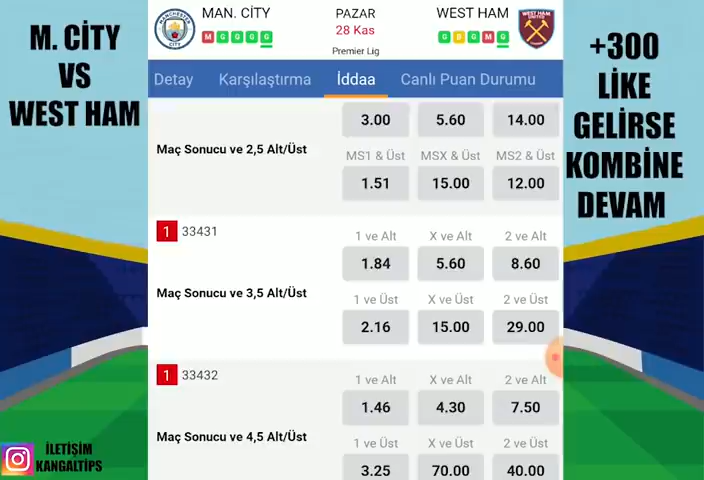 M. CİTY
VS
WEST HAM
MAN. CİTY
M G G G G
PAZAR
28 Kas
Premier Lig
WEST HAM
G B G M G
Detay Karşılaştırma İddaa Canlı Puan Durumu
3.00 5.60 14.00
Maç Sonucu ve 2,5 Alt/Üst
MS1 & Üst MSX & Üst MS2 & Üst
1.51 15.00 12.00
1 33431
1 ve Alt X ve Alt 2 ve Alt
1.84 5.60 8.60
Maç Sonucu ve 3,5 Alt/Üst
1 ve Üst X ve Üst 2 ve Üst
2.16 15.00 29.00
1 33432
1 ve Alt X ve Alt 2 ve Alt
1.46 4.30 7.50
Maç Sonucu ve 4,5 Alt/Üst
1 ve Üst X ve Üst 2 ve Üst
3.25 70.00 40.00
+300
LİKE
GELİRSE
KOMBİNE
DEVAM
İLETİŞİM
KANGALTİPS